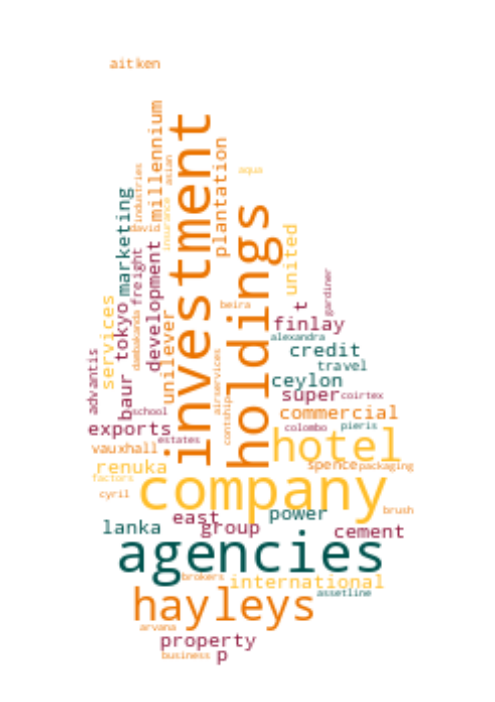 aitken
investment
millennium
asian
industries
plantation
aqua
marketing
david
insurance
holdings
united
development
freight
gardiner
services
tokyo
dambakanda
unilever
beira
t
finlay
alexandra
credit
travel
airservices
advantis
baur
ceylon
super
coirtex
school
contships
commercial
exports
estates
colombo
pieris
vauxhall
hotel
renuka
spence
packaging
factors
cyril
company
brush
east
power
lanka
group
cement
agencies
brokers
international
assetline
hayleys
arvana
property
business
p